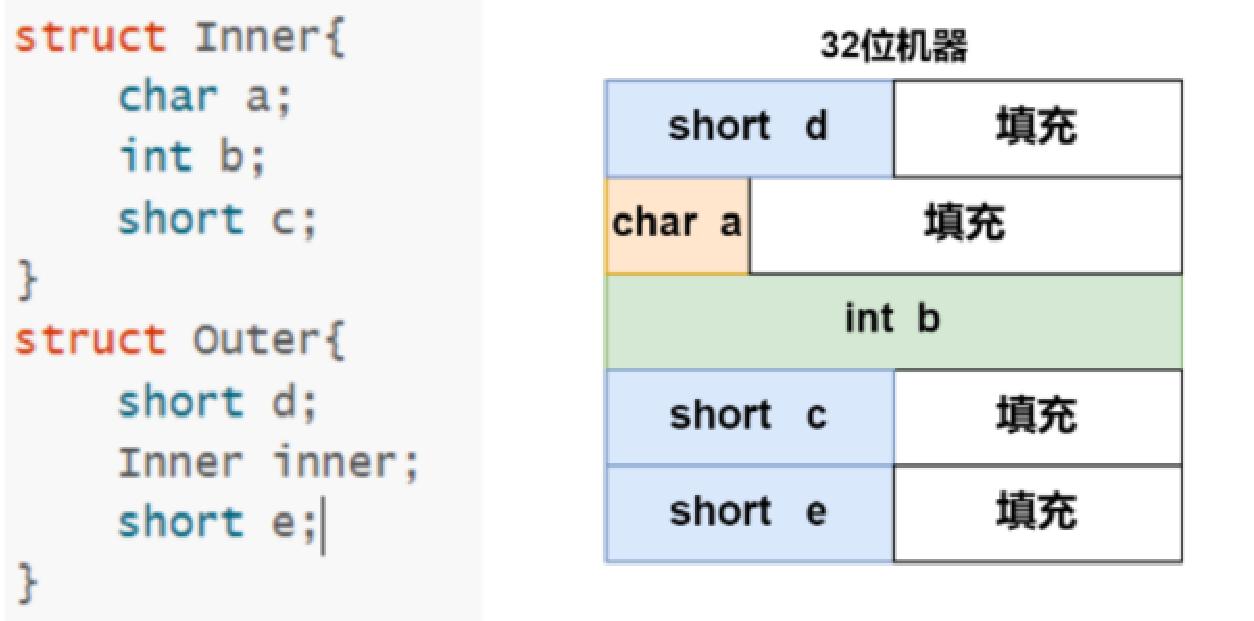 struct Inner{
char a;
int b;
short c;
}
struct Outer{
short d;
Inner inner;
short e;
}
32位机器
short d 填充
char a 填充
int b
short c 填充
short e 填充